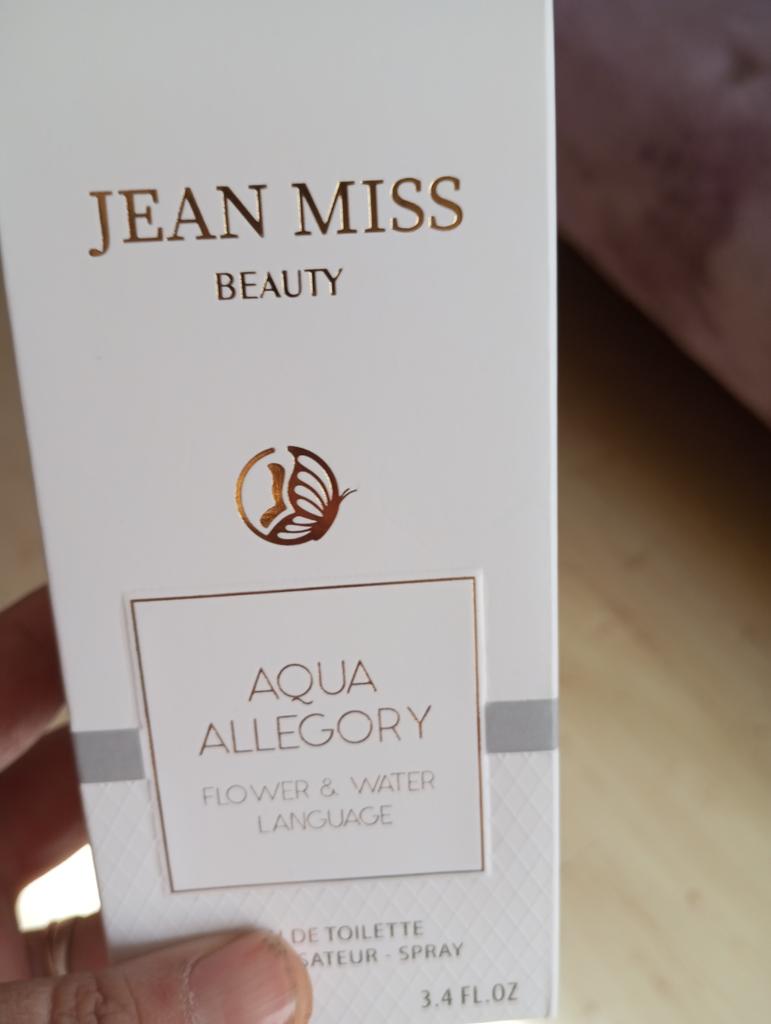 JEAN MISS
BEAUTY
AQUA
ALLEGORY
FLOWER & WATER
LANGUAGE
DE TOILETTE
SPRAY
3.4 FL.OZ